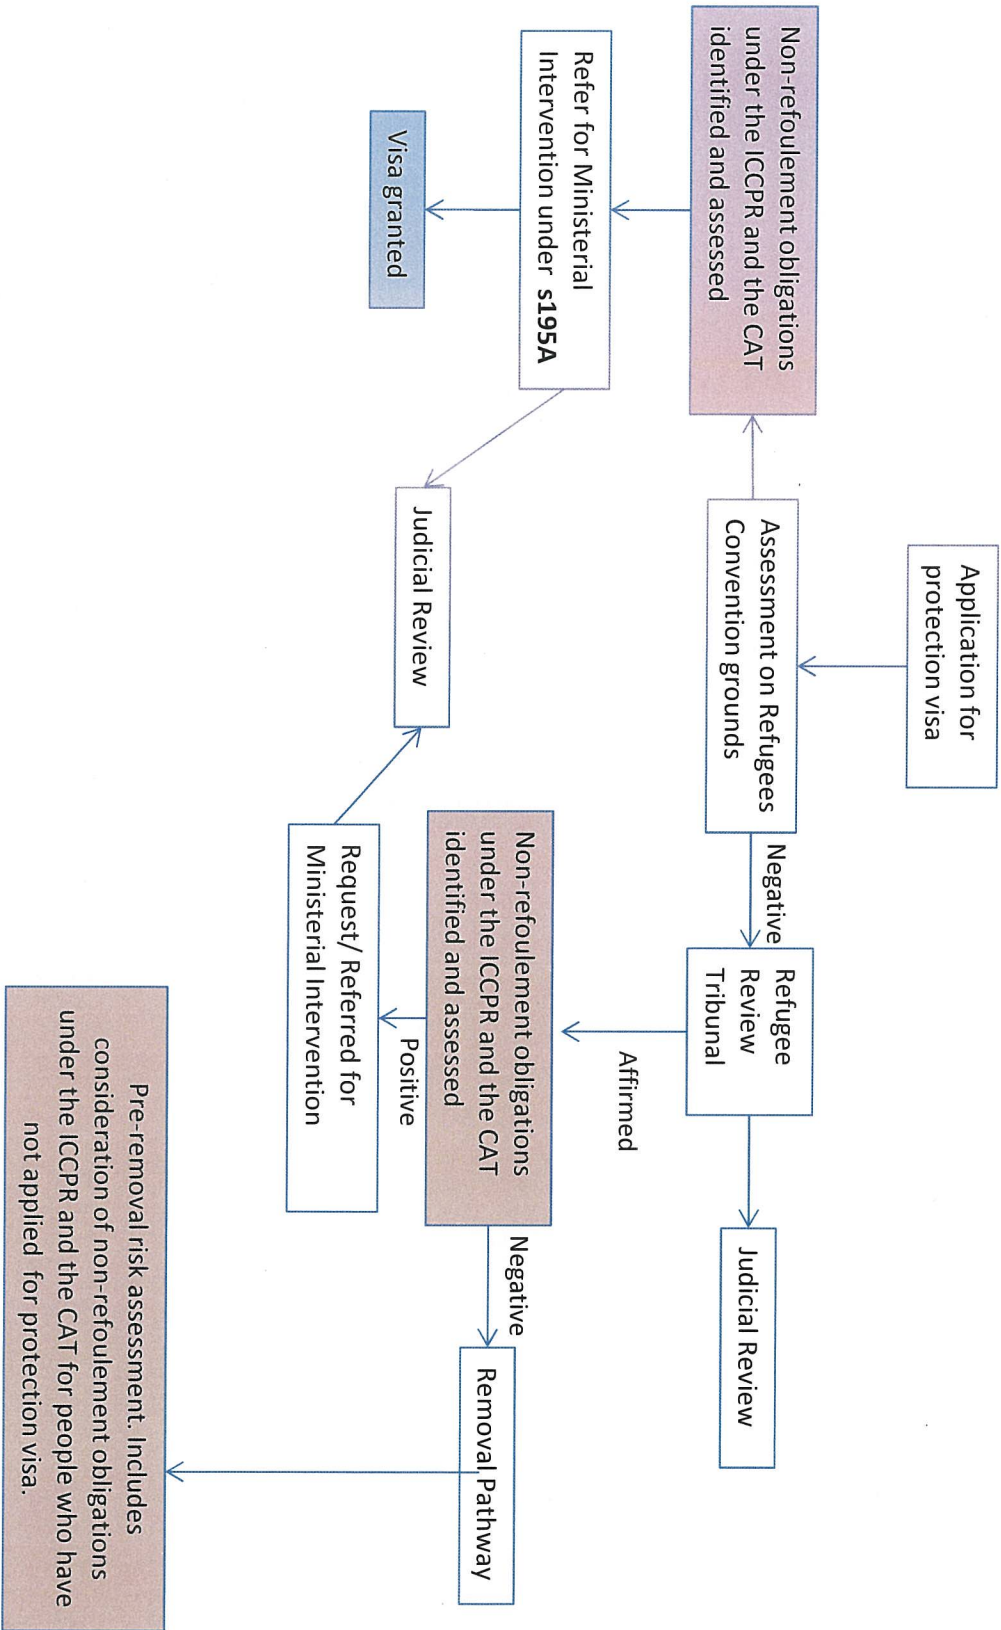 Application for
protection visa
Non-refoulement obligations
under the ICCPR and the CAT
identified and assessed
Assessment on Refugees
Convention grounds
Negative
Refugee
Review
Tribunal
Judicial Review
Affirmed
Refer for Ministerial
Intervention under s195A
Non-refoulement obligations
under the ICCPR and the CAT
identified and assessed
Negative
Removal Pathway
Visa granted
Judicial Review
Positive
Request/ Referred for
Ministerial Intervention
Pre-removal risk assessment. Includes
consideration of non-refoulement obligations
under the ICCPR and the CAT for people who have
not applied for protection visa.